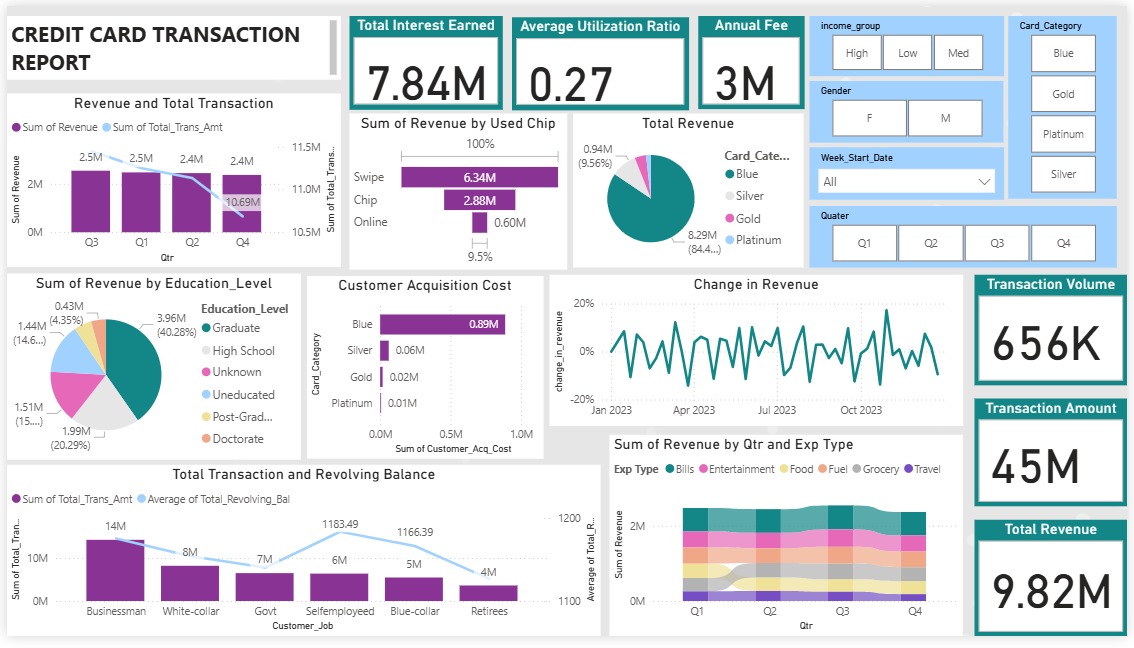 CREDIT CARD TRANSACTION
REPORT
Total Interest Earned
7.84M
Average Utilization Ratio
0.27
Annual Fee
3M
income_group
High Low Med
Gender
F M
Week_Start_Date
All
Quater
Q1 Q2 Q3 Q4
Card_Category
Blue
Gold
Platinum
Silver
Revenue and Total Transaction
Sum of Revenue Sum of Total_Trans_Amt
Sum of Revenue
2M
0M
2.5M 2.5M 2.4M 2.4M
10.69M
11.5M
11.0M
10.5M
Sum of Total_Trans...
Q3 Q1 Q2 Q4
Qtr
Sum of Revenue by Used Chip
100%
Swipe 6.34M
Chip 2.88M
Online 0.60M
9.5%
Total Revenue
0.94M
(9.56%)
8.29M
(84.4...)
Card_Cate...
Blue
Silver
Gold
Platinum
Sum of Revenue by Education_Level
0.43M
(4.35%)
1.44M
(14.6...)
1.51M
(15....)
1.99M
(20.29%)
3.96M
(40.28%)
Education_Level
Graduate
High School
Unknown
Uneducated
Post-Grad...
Doctorate
Customer Acquisition Cost
Card_Category
Blue 0.89M
Silver 0.06M
Gold 0.02M
Platinum 0.01M
0.0M 0.5M 1.0M
Sum of Customer_Acq_Cost
Change in Revenue
change_in_revenue
20%
0%
-20%
Jan 2023 Apr 2023 Jul 2023 Oct 2023
Transaction Volume
656K
Transaction Amount
45M
Total Revenue
9.82M
Total Transaction and Revolving Balance
Sum of Total_Trans_Amt Average of Total_Revolving_Bal
Sum of Total_Tran...
10M
0M
14M 8M 7M 6M 5M 4M
1183.49 1166.39
1200
1100
Average of Total_R...
Businessman White-collar Govt Selfemployeed Blue-collar Retirees
Customer_Job
Sum of Revenue by Qtr and Exp Type
Exp Type Bills Entertainment Food Fuel Grocery Travel
Sum of Revenue
2M
0M
Q1 Q2 Q3 Q4
Qtr